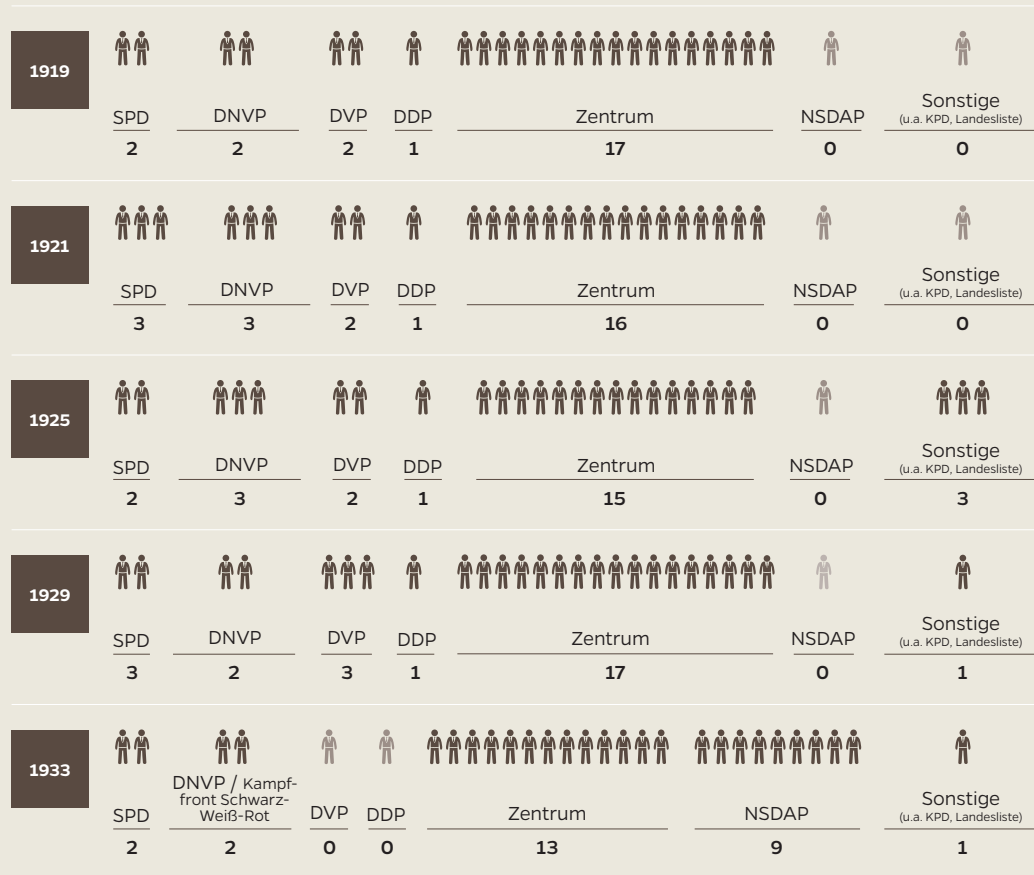 1919
SPD DNVP DVP DDP Zentrum NSDAP Sonstige
(u.a. KPD, Landesliste)
2 2 2 1 17 0 0
1921
SPD DNVP DVP DDP Zentrum NSDAP Sonstige
(u.a. KPD, Landesliste)
3 3 2 1 16 0 0
1925
SPD DNVP DVP DDP Zentrum NSDAP Sonstige
(u.a. KPD, Landesliste)
2 3 2 1 15 0 3
1929
SPD DNVP DVP DDP Zentrum NSDAP Sonstige
(u.a. KPD, Landesliste)
3 2 3 1 17 0 1
1933
SPD DNVP / Kampf-
front Schwarz-
Weiß-Rot DVP DDP Zentrum NSDAP Sonstige
(u.a. KPD, Landesliste)
2 2 0 0 13 9 1